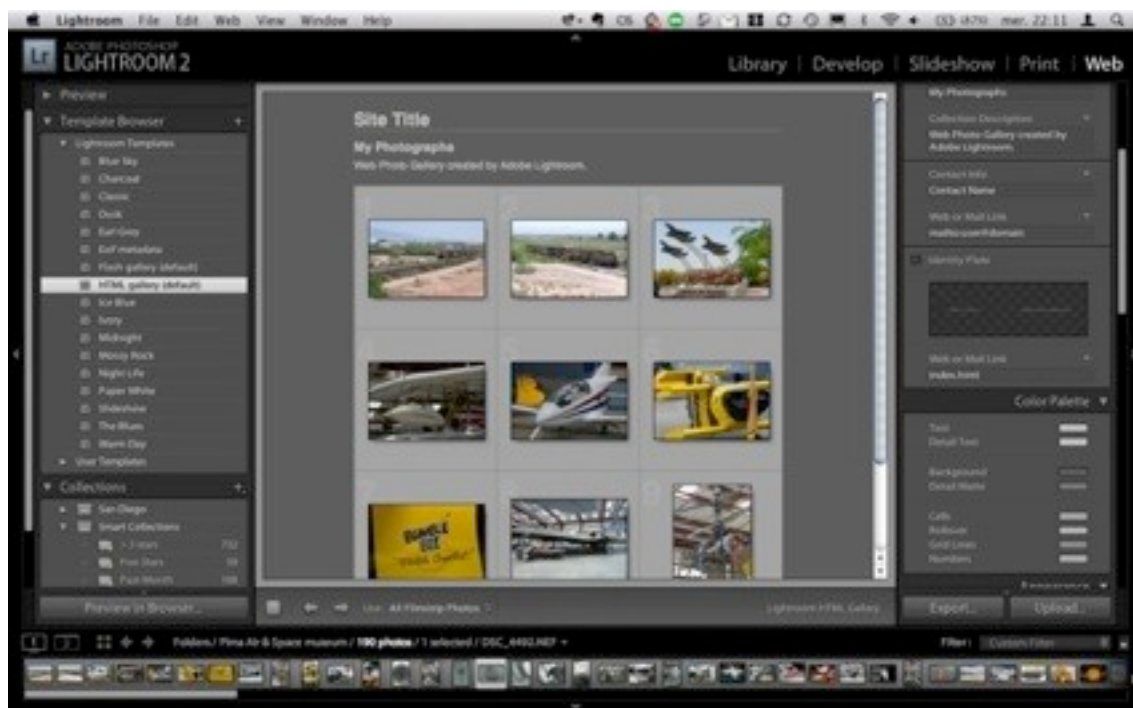 Lightroom File Edit Web View Window Help
mer. 22:11
ADOBE PHOTOSHOP
Lr LIGHTROOM 2
Library | Develop | Slideshow | Print | Web
Preview
Template Browser +
Lightroom Templates
Blue Sky
Charcoal
Classic
Dusk
Earl Grey
Exif metadata
Flash gallery (default)
HTML gallery (default)
Ice Blue
Ivory
Midnight
Mossy Rock
Night Life
Paper White
Slideshow
The Blues
Warm Day
User Templates
Collections +
San Diego
Smart Collections
Five Stars
Past Month
Preview in Browser...
Site Title
My Photographs
Web Photo Gallery created by Adobe Lightroom.
BUMBLE
BEE
Use: All Filmstrip Photos
Lightroom HTML Gallery
My Photographs
Collection Description
Web Photo Gallery created by
Adobe Lightroom.
Contact Info
Contact Name
Web or Mail Link
mailto:user@domain
Identity Plate
Web or Mail Link
index.html
Color Palette
Text
Detail Text
Background
Detail Matte
Cells
Rollover
Grid Lines
Numbers
Appearance
Export... Upload...
Folders / Pima Air & Space museum / 190 photos / 1 selected / DSC_4492.NEF
Filter: Custom Filter